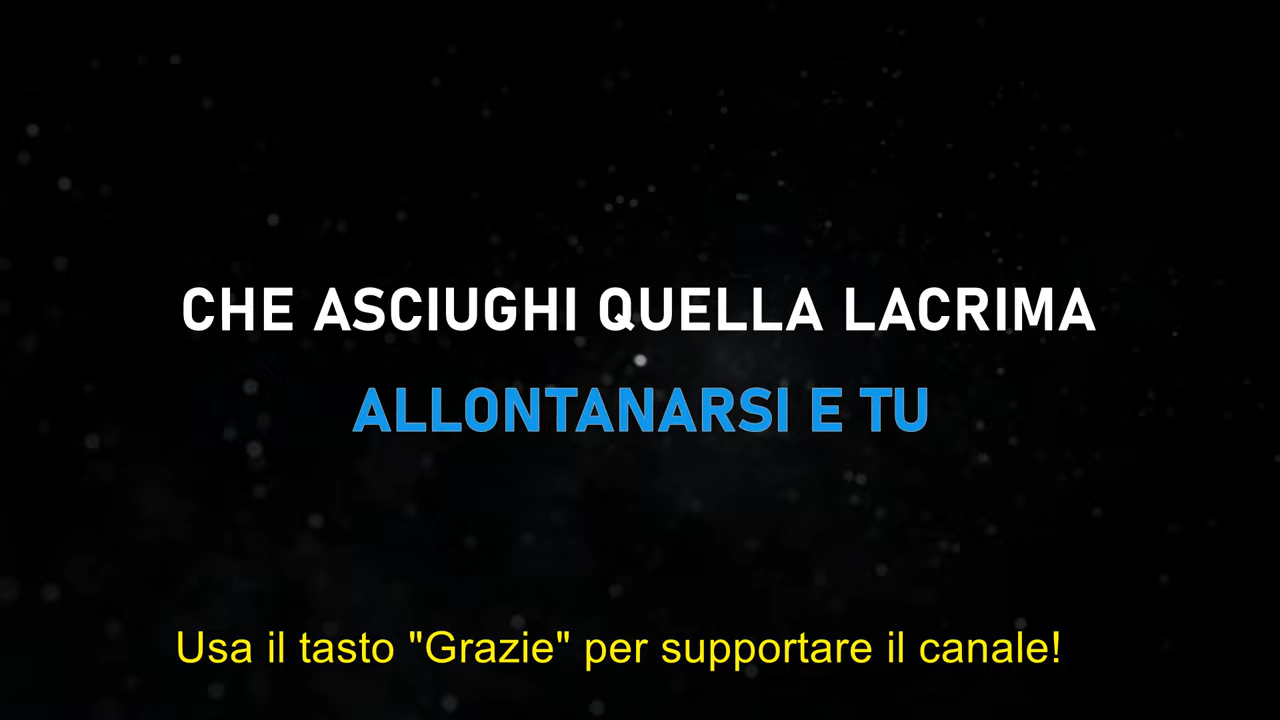 CHE ASCIUGHI QUELLA LACRIMA
ALLONTANARSI E TU
Usa il tasto "Grazie" per supportare il canale!